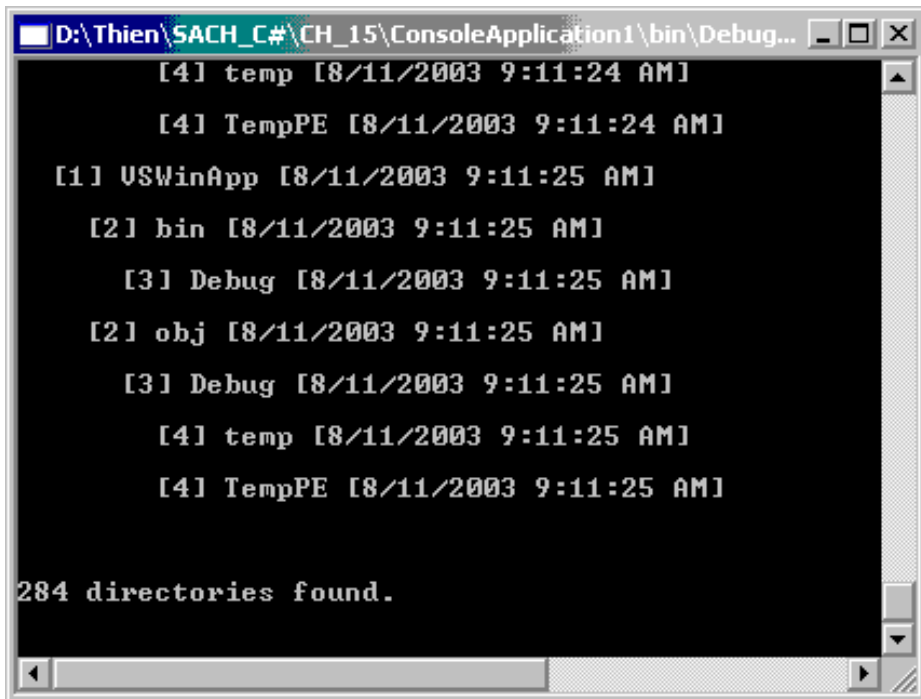 D:\Thien\SACH_C#\CH_15\ConsoleApplication1\bin\Debug...
[4] temp [8/11/2003 9:11:24 AM]
[4] TempPE [8/11/2003 9:11:24 AM]
[1] VSWinApp [8/11/2003 9:11:25 AM]
[2] bin [8/11/2003 9:11:25 AM]
[3] Debug [8/11/2003 9:11:25 AM]
[2] obj [8/11/2003 9:11:25 AM]
[3] Debug [8/11/2003 9:11:25 AM]
[4] temp [8/11/2003 9:11:25 AM]
[4] TempPE [8/11/2003 9:11:25 AM]
284 directories found.